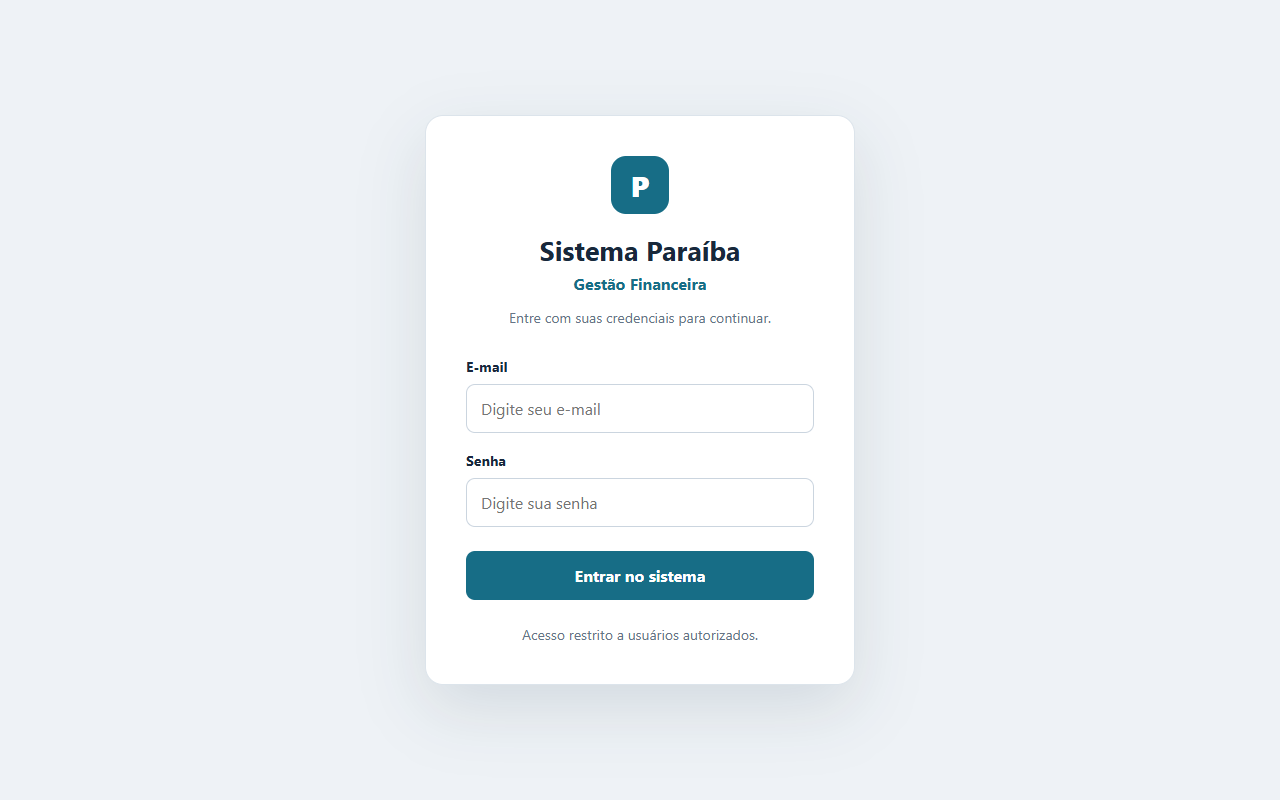 P
Sistema Paraíba
Gestão Financeira
Entre com suas credenciais para continuar.
E-mail
Digite seu e-mail
Senha
Digite sua senha
Entrar no sistema
Acesso restrito a usuários autorizados.